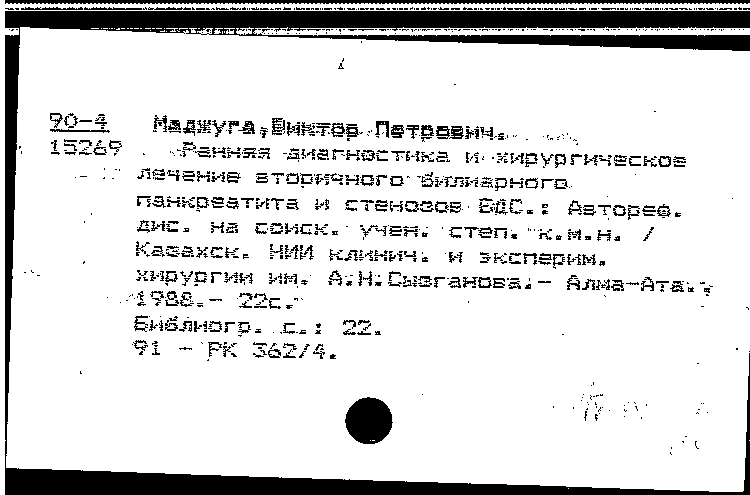 90-4 Маджуга, Виктор Петрович.
15269 Ранняя диагностика и хирургическое
лечение вторичного билиарного
панкреатита и стенозов БДС.: Автореф.
дис. на соиск. учен. степ. к.м.н. /
Казахск. НИИ клинич. и эксперим.
хирургии им. А.Н.Сызганова.- Алма-Ата.,
1988.- 22с.
Библиогр. с.: 22.
91 - РК 362/4.